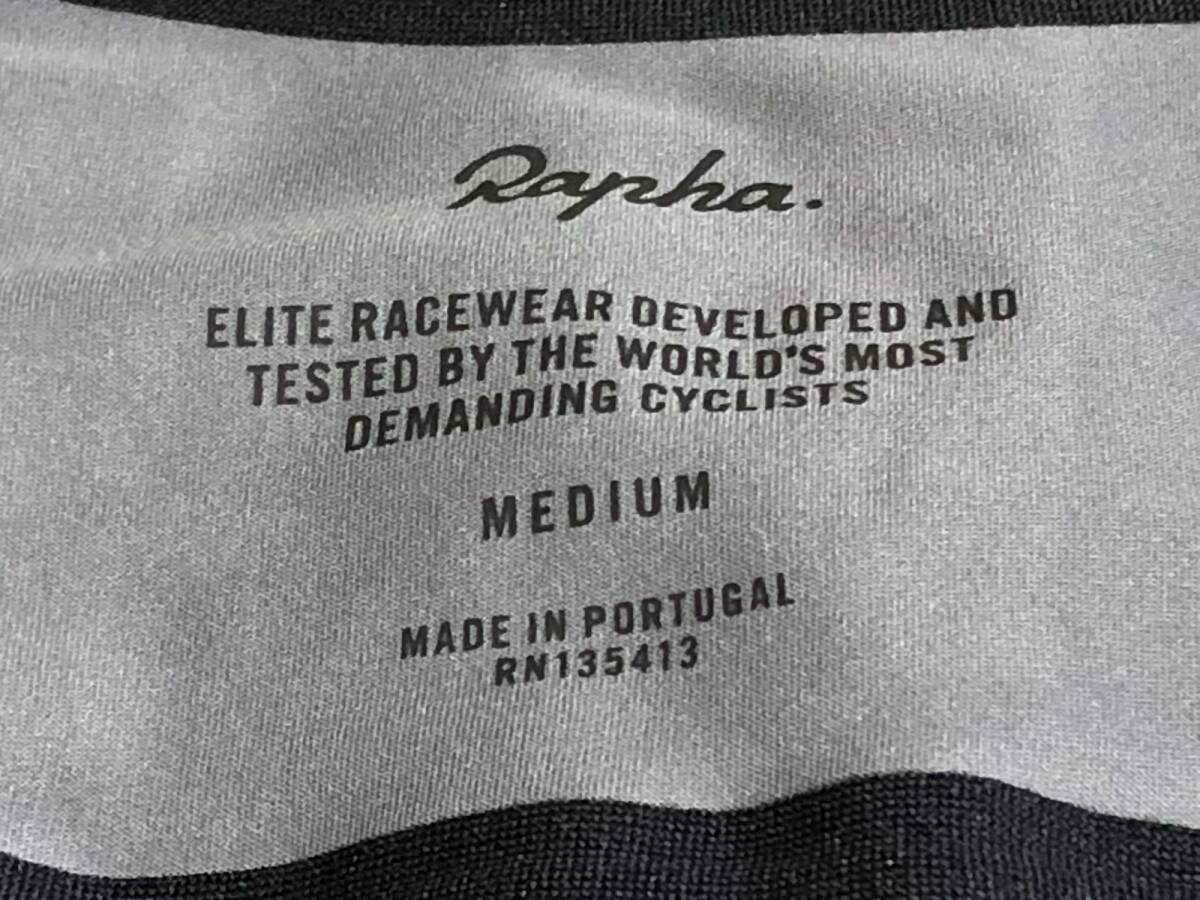 Rapha.
ELITE RACEWEAR DEVELOPED AND
TESTED BY THE WORLD'S MOST
DEMANDING CYCLISTS
MEDIUM
MADE IN PORTUGAL
RN135413